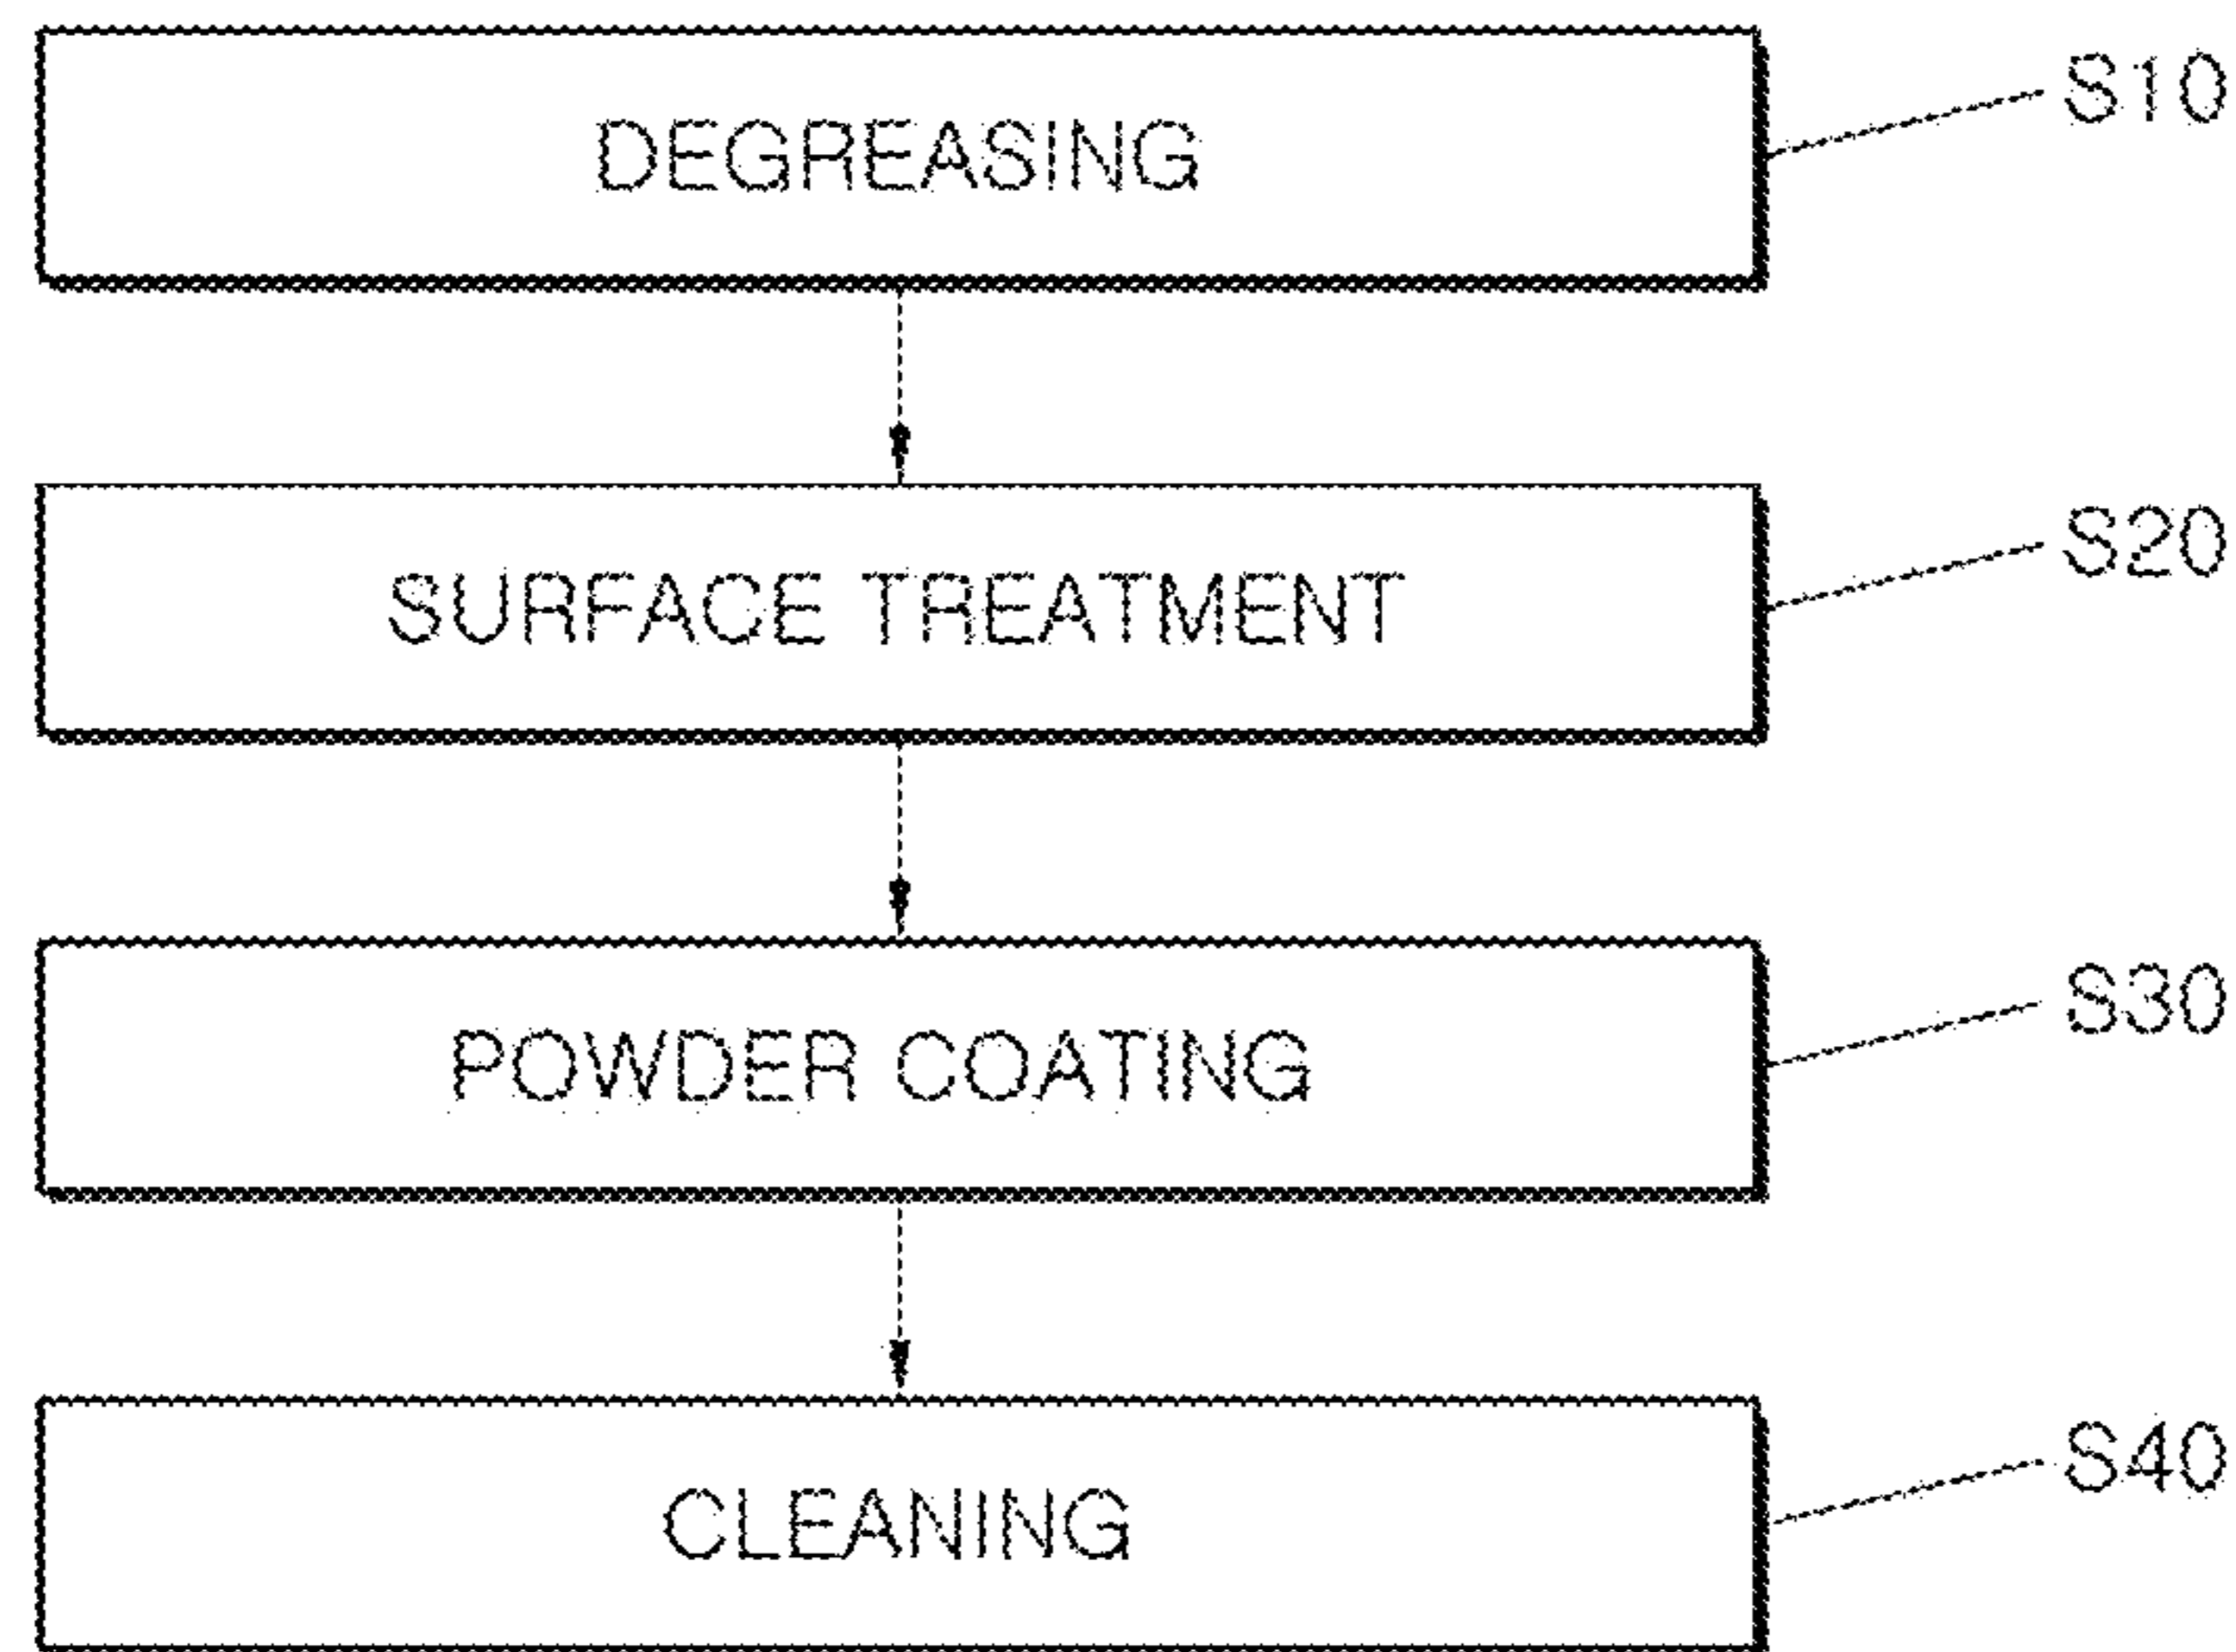 DEGREASING
S10
SURFACE TREATMENT
S20
POWDER COATING
S30
CLEANING
S40